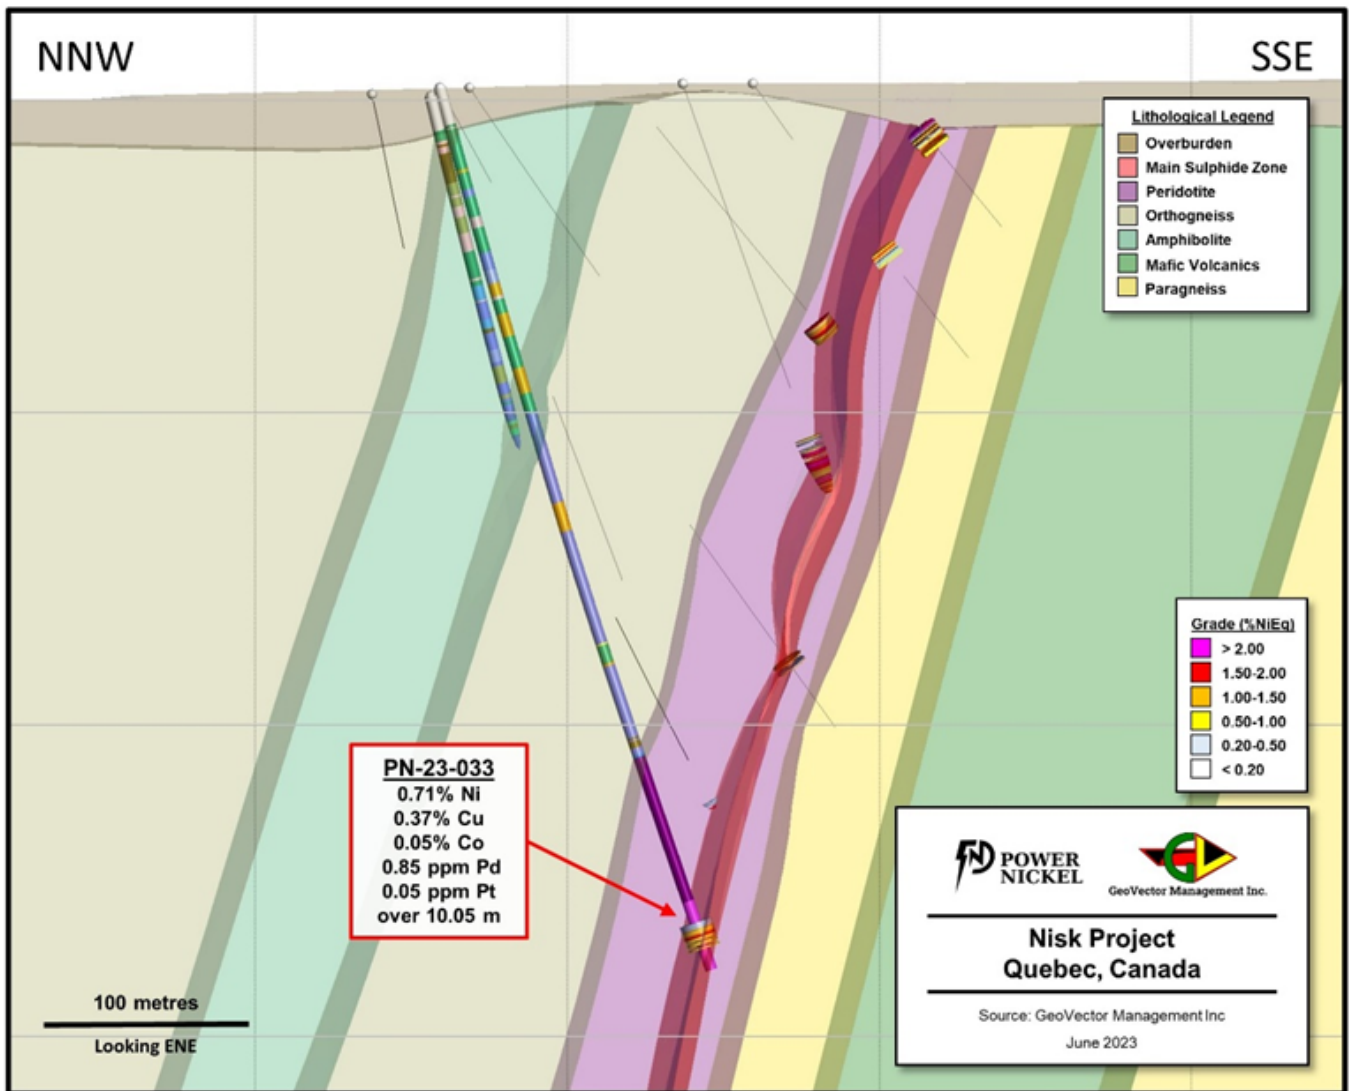 NNW
SSE
Lithological Legend
Overburden
Main Sulphide Zone
Peridotite
Orthogneiss
Amphibolite
Mafic Volcanics
Paragneiss
Grade (%NiEq)
> 2.00
1.50-2.00
1.00-1.50
0.50-1.00
0.20-0.50
< 0.20
PN-23-033
0.71% Ni
0.37% Cu
0.05% Co
0.85 ppm Pd
0.05 ppm Pt
over 10.05 m
100 metres
Looking ENE
POWER
NICKEL
GeoVector Management Inc.
Nisk Project
Quebec, Canada
Source: GeoVector Management Inc
June 2023